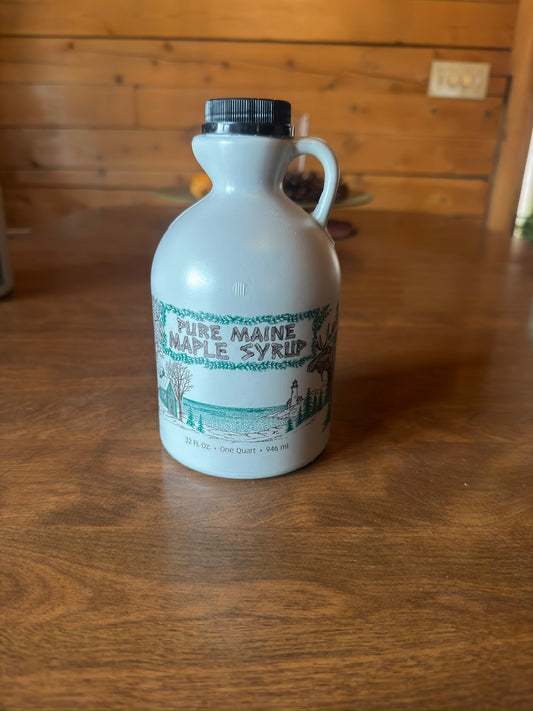 PURE MAINE
MAPLE SYRUP
32 Fl. Oz. • One Quart • 946 ml